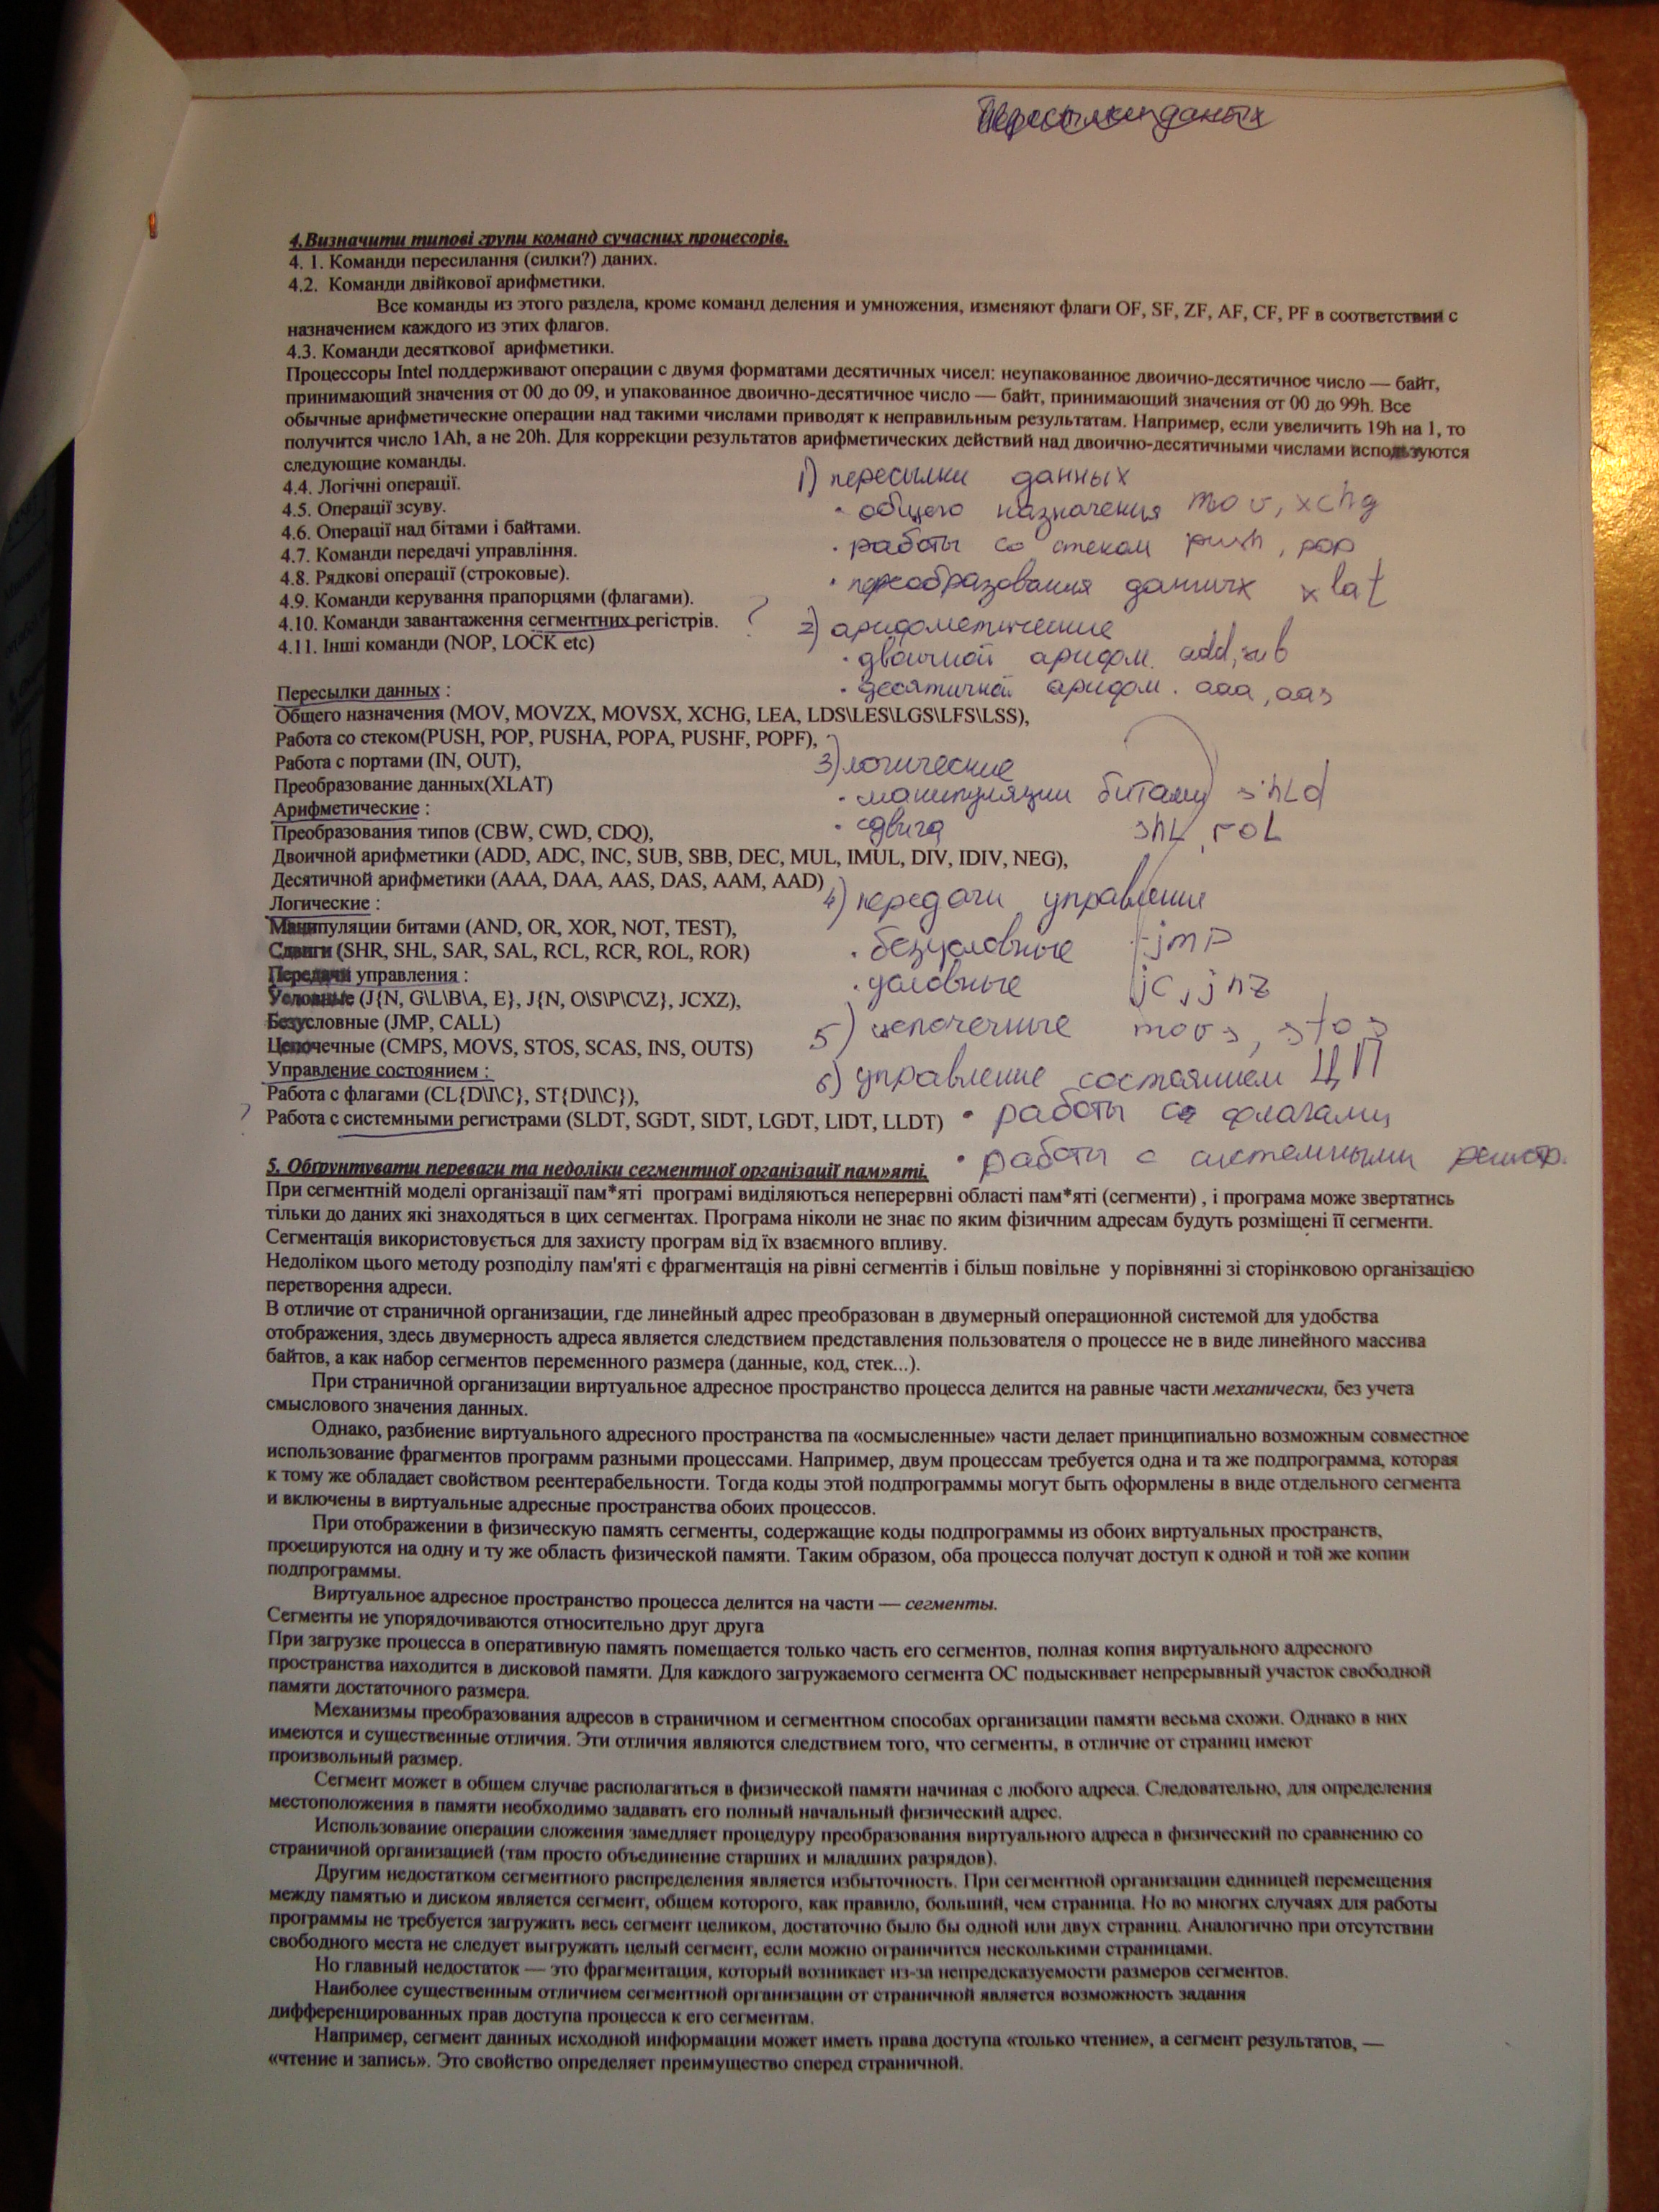 Пересылки даных
4.Визначити типові групи команд сучасних процесорів.
4. 1. Команди пересилання (силки?) даних.
4.2.  Команди двійкової арифметики.
Все команды из этого раздела, кроме команд деления и умножения, изменяют флаги OF, SF, ZF, AF, CF, PF в соответствии с
назначением каждого из этих флагов.
4.3. Команди десяткової  арифметики.
Процессоры Intel поддерживают операции с двумя форматами десятичных чисел: неупакованное двоично-десятичное число — байт,
принимающий значения от 00 до 09, и упакованное двоично-десятичное число — байт, принимающий значения от 00 до 99h. Все
обычные арифметические операции над такими числами приводят к неправильным результатам. Например, если увеличить 19h на 1, то
получится число 1Ah, а не 20h. Для коррекции результатов арифметических действий над двоично-десятичными числами используются
следующие команды.
4.4. Логічні операції.
4.5. Операції зсуву.
4.6. Операції над бітами і байтами.
4.7. Команди передачі управління.
4.8. Рядкові операції (строковые).
4.9. Команди керування прапорцями (флагами).
4.10. Команди завантаження сегментних регістрів. ?
4.11. Інші команди (NOP, LOCK etc)
Пересылки данных :
Общего назначения (MOV, MOVZX, MOVSX, XCHG, LEA, LDS\LES\LGS\LFS\LSS),
Работа со стеком(PUSH, POP, PUSHA, POPA, PUSHF, POPF),
Работа с портами (IN, OUT),
Преобразование данных(XLAT)
Арифметические :
Преобразования типов (CBW, CWD, CDQ),
Двоичной арифметики (ADD, ADC, INC, SUB, SBB, DEC, MUL, IMUL, DIV, IDIV, NEG),
Десятичной арифметики (AAA, DAA, AAS, DAS, AAM, AAD)
Логические :
Манипуляции битами (AND, OR, XOR, NOT, TEST),
Сдвиги (SHR, SHL, SAR, SAL, RCL, RCR, ROL, ROR)
Передачи управления :
Условные (J{N, G\L\B\A, E}, J{N, O\S\P\C\Z}, JCXZ),
Безусловные (JMP, CALL)
Цепочечные (CMPS, MOVS, STOS, SCAS, INS, OUTS)
Управление состоянием :
Работа с флагами (CL{D\I\C}, ST{D\I\C}),
? Работа с системными регистрами (SLDT, SGDT, SIDT, LGDT, LIDT, LLDT)
1) пересылки данных
· общего назначения mov, xchg
· работы со стеком push, pop
· преобразования данных xlat
2) арифметические
· двоичной арифм. add, sub
· десятичной арифм. aaa, aas
3) логические
· манипуляции битами shLd
· сдвига shL, roL
4) передачи управление
· безусловные jmp
· условные jc, jnz
5) цепочечные movs, stos
6) управление состоянием ЦП
· работы со флагами
· работы с системными регистр.
5. Обґрунтувати переваги та недоліки сегментної організації пам»яті.
При сегментній моделі організації пам*яті  програмі виділяються неперервні області пам*яті (сегменти) , і програма може звертатись
тільки до даних які знаходяться в цих сегментах. Програма ніколи не знає по яким фізичним адресам будуть розміщені її сегменти.
Сегментація використовується для захисту програм від їх взаємного впливу.
Недоліком цього методу розподілу пам'яті є фрагментація на рівні сегментів і більш повільне  у порівнянні зі сторінковою організацією
перетворення адреси.
В отличие от страничной организации, где линейный адрес преобразован в двумерный операционной системой для удобства
отображения, здесь двумерность адреса является следствием представления пользователя о процессе не в виде линейного массива
байтов, а как набор сегментов переменного размера (данные, код, стек...).
При страничной организации виртуальное адресное пространство процесса делится на равные части механически, без учета
смыслового значения данных.
Однако, разбиение виртуального адресного пространства па «осмысленные» части делает принципиально возможным совместное
использование фрагментов программ разными процессами. Например, двум процессам требуется одна и та же подпрограмма, которая
к тому же обладает свойством реентерабельности. Тогда коды этой подпрограммы могут быть оформлены в виде отдельного сегмента
и включены в виртуальные адресные пространства обоих процессов.
При отображении в физическую память сегменты, содержащие коды подпрограммы из обоих виртуальных пространств,
проецируются на одну и ту же область физической памяти. Таким образом, оба процесса получат доступ к одной и той же копии
подпрограммы.
Виртуальное адресное пространство процесса делится на части — сегменты.
Сегменты не упорядочиваются относительно друг друга
При загрузке процесса в оперативную память помещается только часть его сегментов, полная копия виртуального адресного
пространства находится в дисковой памяти. Для каждого загружаемого сегмента ОС подыскивает непрерывный участок свободной
памяти достаточного размера.
Механизмы преобразования адресов в страничном и сегментном способах организации памяти весьма схожи. Однако в них
имеются и существенные отличия. Эти отличия являются следствием того, что сегменты, в отличие от страниц имеют
произвольный размер.
Сегмент может в общем случае располагаться в физической памяти начиная с любого адреса. Следовательно, для определения
местоположения в памяти необходимо задавать его полный начальный физический адрес.
Использование операции сложения замедляет процедуру преобразования виртуального адреса в физический по сравнению со
страничной организацией (там просто объединение старших и младших разрядов).
Другим недостатком сегментного распределения является избыточность. При сегментной организации единицей перемещения
между памятью и диском является сегмент, общем которого, как правило, больший, чем страница. Но во многих случаях для работы
программы не требуется загружать весь сегмент целиком, достаточно было бы одной или двух страниц. Аналогично при отсутствии
свободного места не следует выгружать целый сегмент, если можно ограничится несколькими страницами.
Но главный недостаток — это фрагментация, который возникает из-за непредсказуемости размеров сегментов.
Наиболее существенным отличием сегментной организации от страничной является возможность задания
дифференцированных прав доступа процесса к его сегментам.
Например, сегмент данных исходной информации может иметь права доступа «только чтение», а сегмент результатов, —
«чтение и запись». Это свойство определяет преимущество сперед страничной.